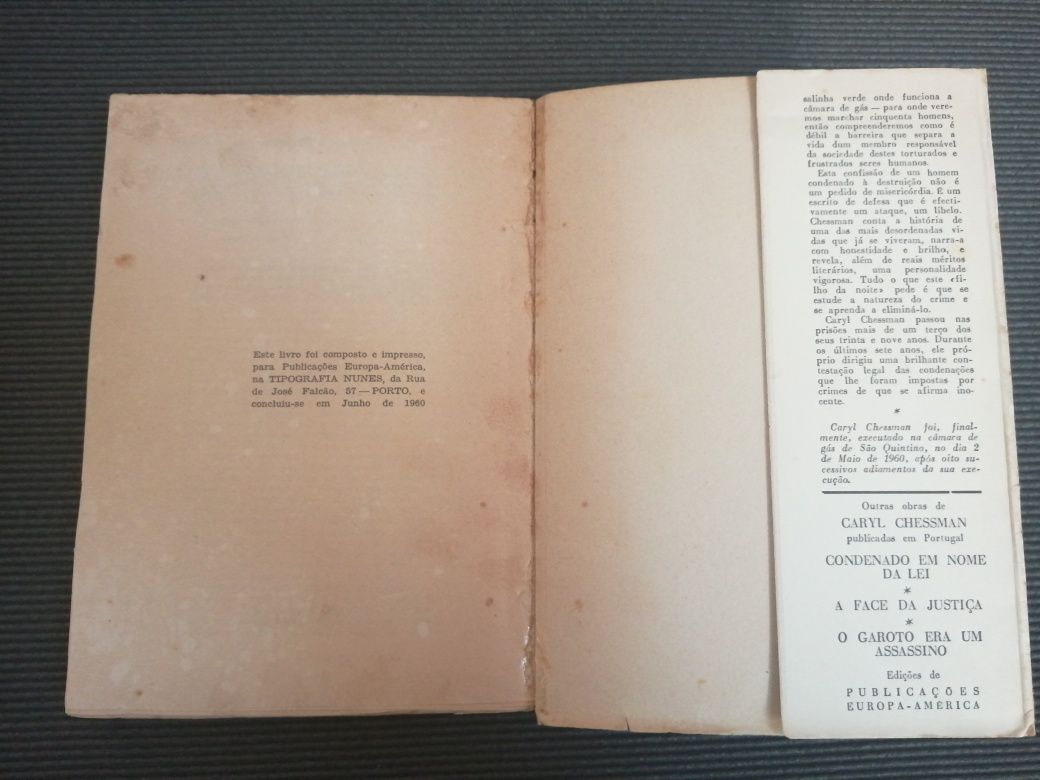 Este livro foi composto e impresso,
para Publicações Europa-América,
na TIPOGRAFIA NUNES, da Rua
de José Falcão, 57 — PORTO, e
concluiu-se em Junho de 1960
salinha verde onde funciona a
câmara de gás — para onde vere-
mos marchar cinquenta homens,
então compreenderemos como é
débil a barreira que separa a
vida dum membro responsável
da sociedade destes torturados e
frustrados seres humanos.
Esta confissão de um homem
condenado à destruição não é
um pedido de misericórdia. É um
escrito de defesa que é efecti-
vamente um ataque, um libelo.
Chessman conta a história de
uma das mais desordenadas vi-
das que já se viveram, narra-a
com honestidade e brilho, e
revela, além de reais méritos
literários, uma personalidade
vigorosa. Tudo o que este «fi-
lho da noite» pede é que se
estude a natureza do crime e
se aprenda a eliminá-lo.
Caryl Chessman passou nas
prisões mais de um terço dos
seus trinta e nove anos. Durante
os últimos sete anos, ele pró-
prio dirigiu uma brilhante con-
testação legal das condenações
que lhe foram impostas por
crimes de que se afirma ino-
cente.
*
Caryl Chessman foi, final-
mente, executado na câmara de
gás de São Quintino, no dia 2
de Maio de 1960, após oito su-
cessivos adiamentos da sua exe-
cução.
Outras obras de
CARYL CHESSMAN
publicadas em Portugal
CONDENADO EM NOME
DA LEI
*
A FACE DA JUSTIÇA
*
O GAROTO ERA UM
ASSASSINO
Edições de
PUBLICAÇÕES
EUROPA-AMÉRICA